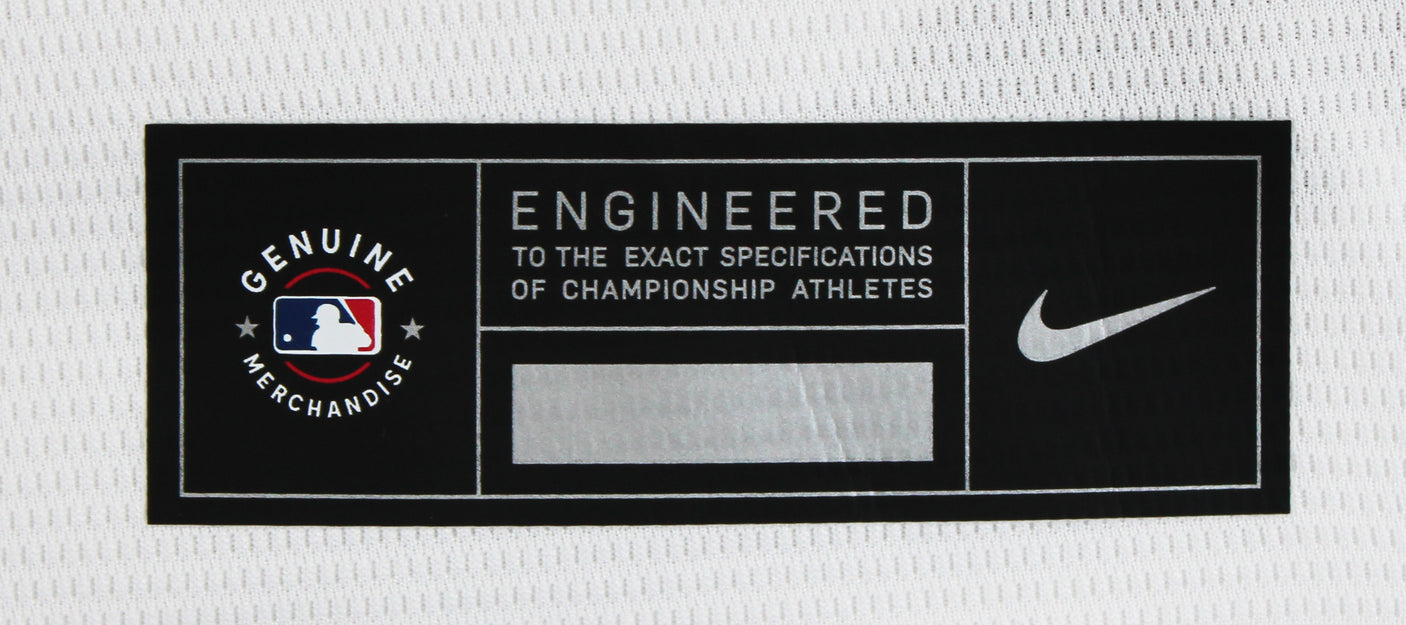 GENUINE
MERCHANDISE
ENGINEERED
TO THE EXACT SPECIFICATIONS
OF CHAMPIONSHIP ATHLETES